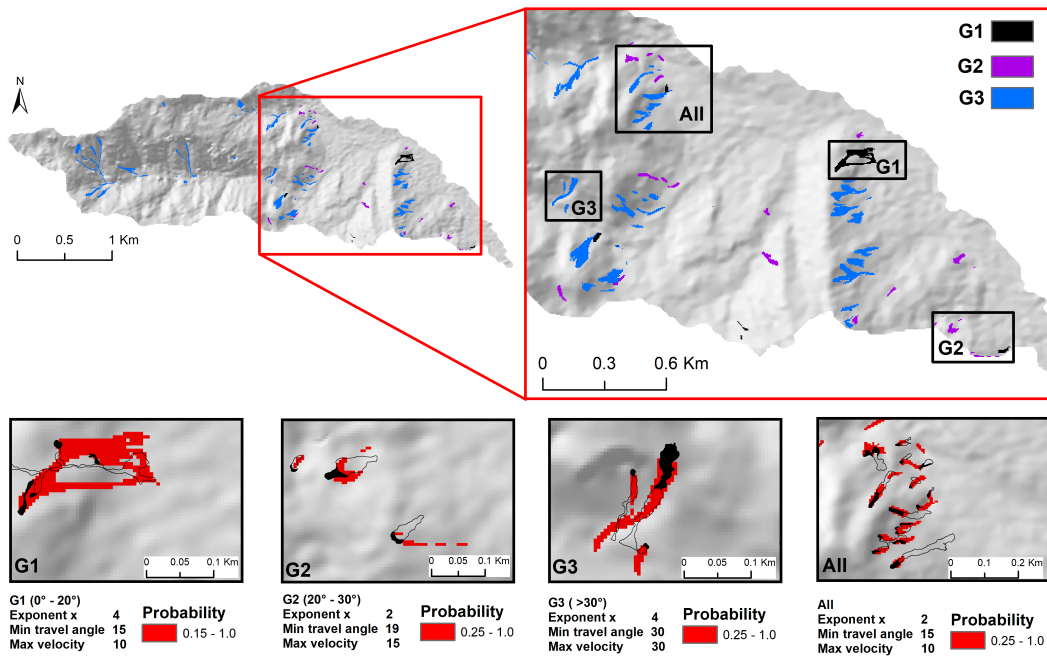 N
0 0.5 1 Km
G1
G2
G3
All
G1
G3
G2
0 0.3 0.6 Km
G1
0 0.1 Km
G2
0 0.05 0.1 Km
G3
0 0.05 0.1 Km
All
0 0.1 0.2 Km
G1 (0° - 20°)
Exponent x 4
Min travel angle 15
Max velocity 10
Probability
0.15 - 1.0
G2 (20° - 30°)
Exponent x 2
Min travel angle 19
Max velocity 15
Probability
0.25 - 1.0
G3 ( >30°)
Exponent x 4
Min travel angle 30
Max velocity 30
Probability
0.25 - 1.0
All
Exponent x 2
Min travel angle 15
Max velocity 10
Probability
0.25 - 1.0